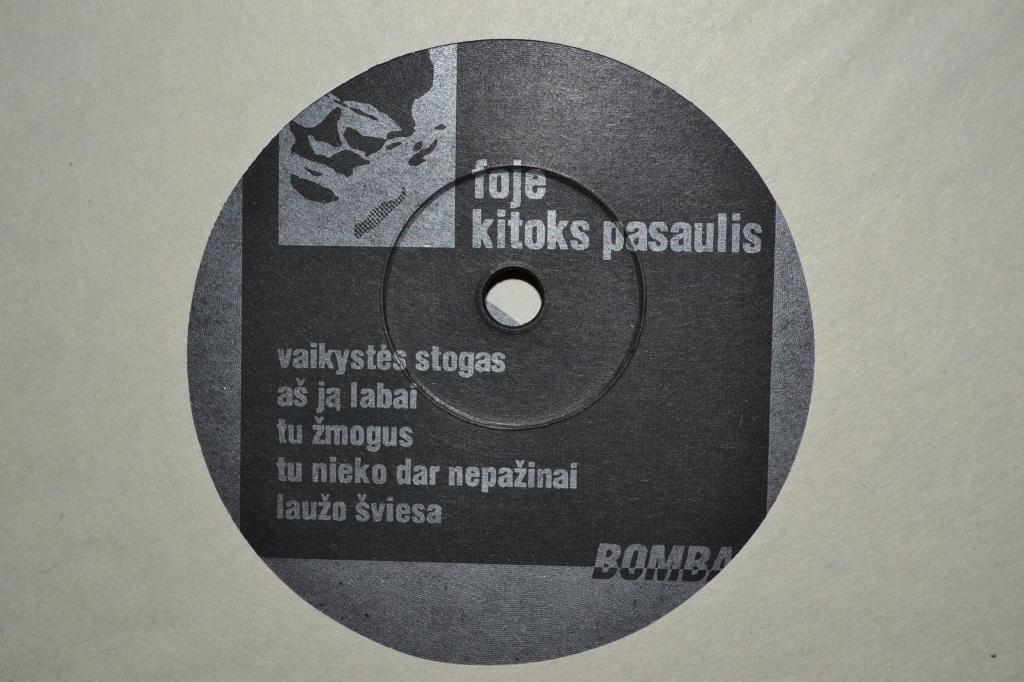 foje
kitoks pasaulis
vaikystės stogas
aš ją labai
tu žmogus
tu nieko dar nepažinai
laužo šviesa
BOMBA